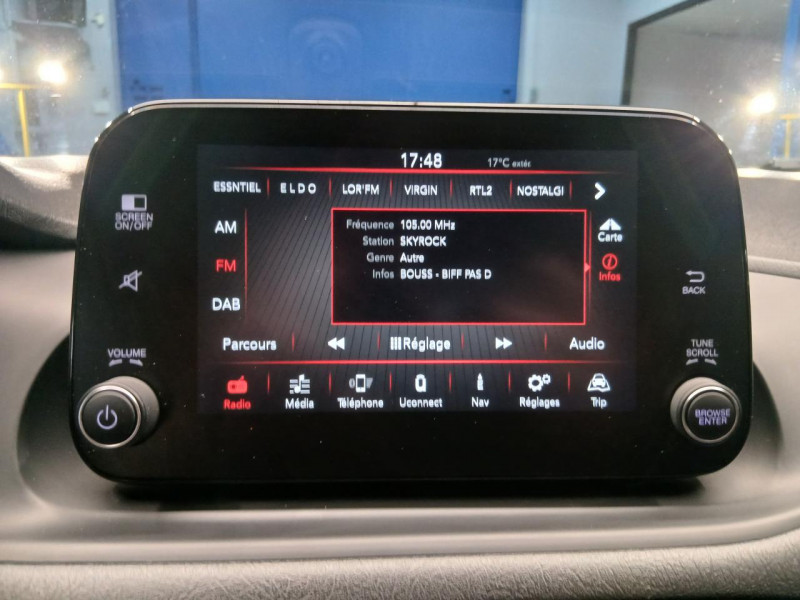 17:48 17°C extér.
ESSNTIEL ELDO LOR'FM VIRGIN RTL2 NOSTALGI
SCREEN
ON/OFF
AM
FM
DAB
Fréquence 105.00 MHz
Station SKYROCK
Genre Autre
Infos BOUSS - BIFF PAS D
Carte
Infos
BACK
VOLUME
Parcours Réglage Audio
TUNE
SCROLL
Radio Média Téléphone Uconnect Nav Réglages Trip
BROWSE
ENTER